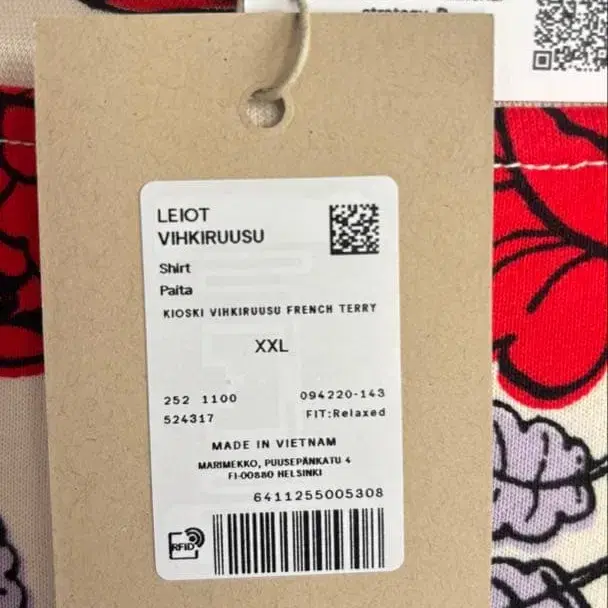 LEIOT
VIHKIRUUSU
Shirt
Paita
KIOSKI VIHKIRUUSU FRENCH TERRY
XXL
252 1100
094220-143
524317
FIT:Relaxed
MADE IN VIETNAM
MARIMEKKO, PUUSEPÄNKATU 4
FI-00880 HELSINKI
6411255005308
RFID